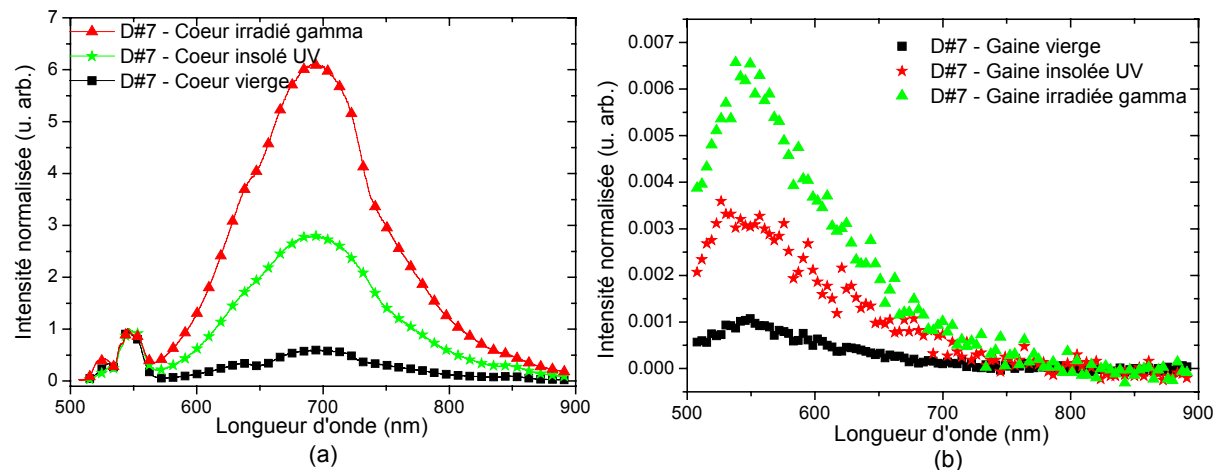 7
6
5
4
3
2
1
0
Intensité normalisée (u. arb.)
D#7 - Coeur irradié gamma
D#7 - Coeur insolé UV
D#7 - Coeur vierge
500
600
700
800
900
Longueur d'onde (nm)
(a)
0.007
0.006
0.005
0.004
0.003
0.002
0.001
0.000
Intensité normalisée (u. arb.)
D#7 - Gaine vierge
D#7 - Gaine insolée UV
D#7 - Gaine irradiée gamma
500
600
700
800
900
Longueur d'onde (nm)
(b)